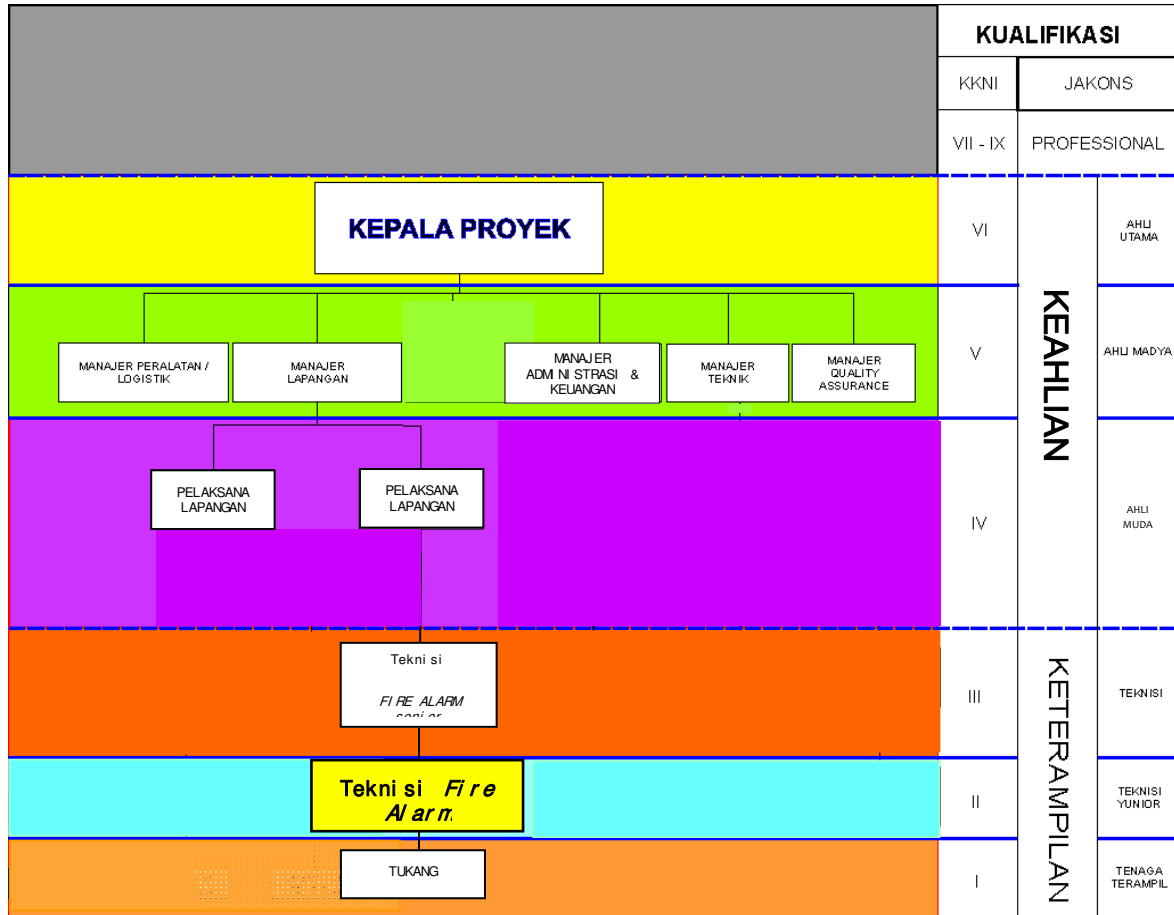 KUALIFIKASI
KKNI
JAKONS
VII - IX
PROFESSIONAL
KEPALA PROYEK
VI
AHLI
UTAMA
KEAHLIAN
MANAJER PERALATAN /
LOGISTIK
MANAJER
LAPANGAN
MANAJER
ADMINISTRASI &
KEUANGAN
MANAJER
TEKNIK
MANAJER
QUALITY
ASSURANCE
V
AHLI MADYA
PELAKSANA
LAPANGAN
PELAKSANA
LAPANGAN
IV
AHLI
MUDA
Teknisi
FIRE ALARM
senior
III
TEKNISI
KETERAMPILAN
Teknisi Fire
Alarm
II
TEKNISI
YUNIOR
TUKANG
I
TENAGA
TERAMPIL